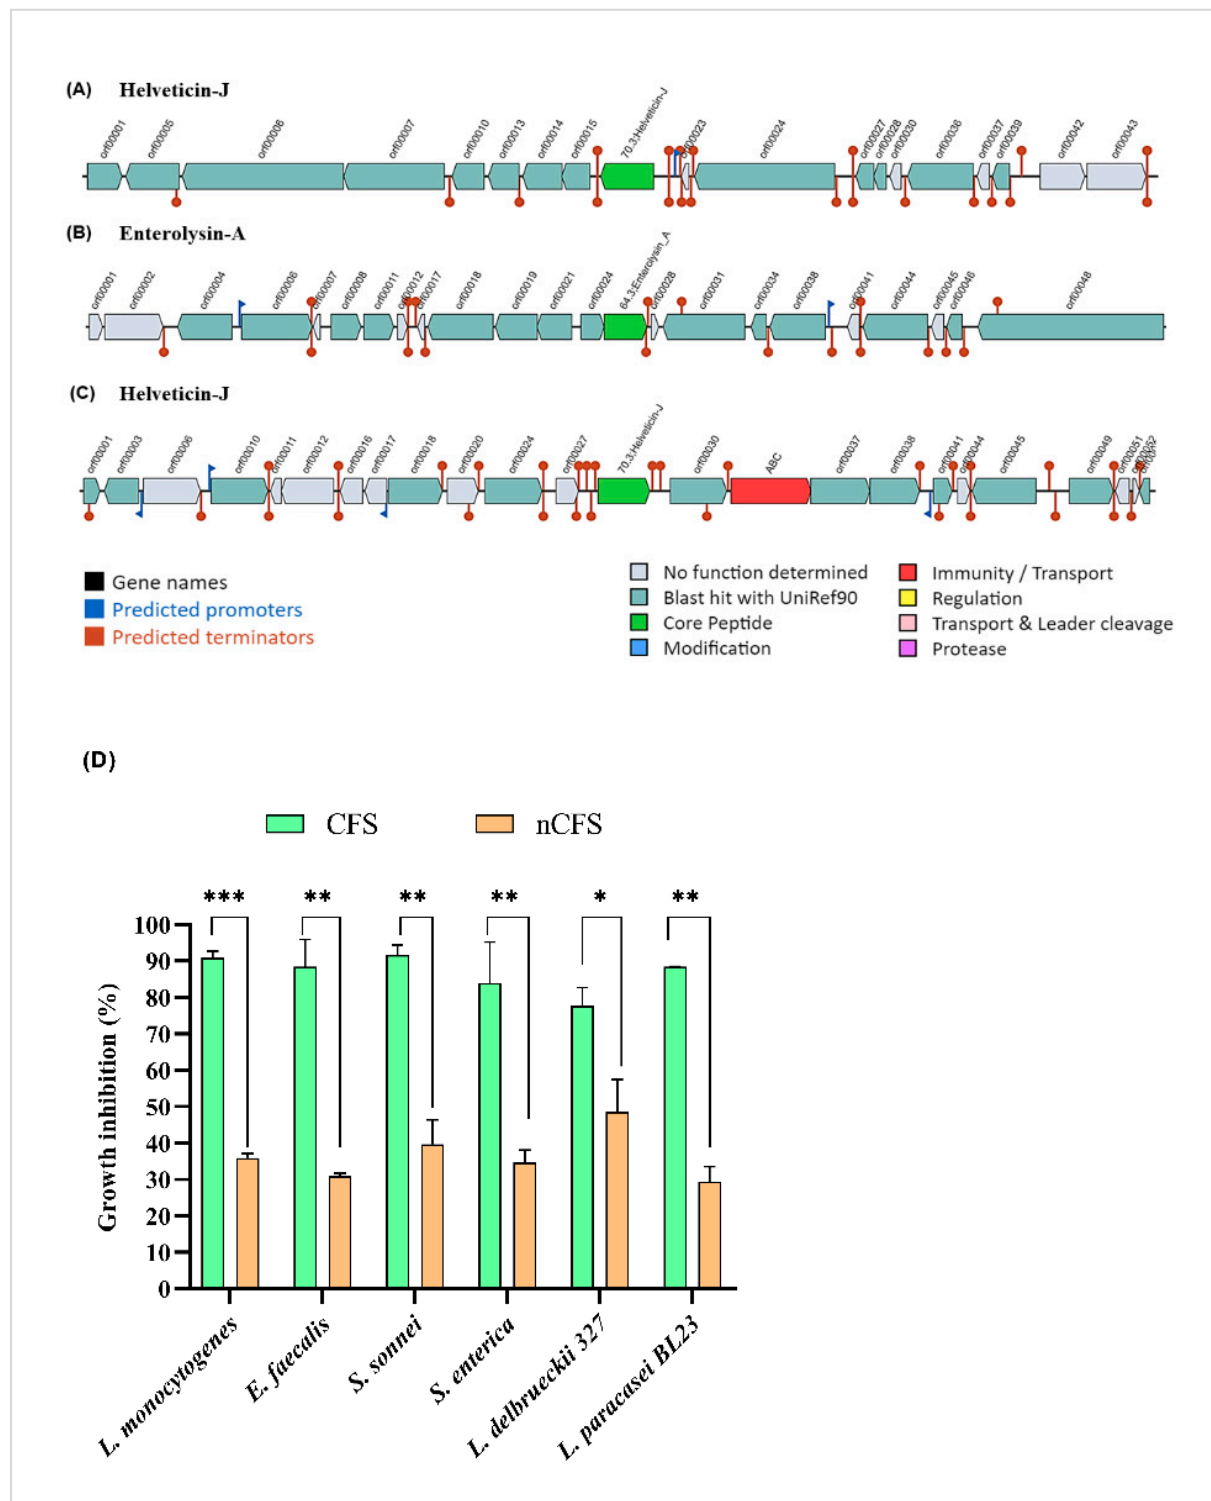 (A) Helveticin-J
orf00001 orf00005 orf00006 orf00007 orf00010 orf00013 orf00014 orf00015 70.3;Helveticin-J orf00023 orf00024 orf00027 orf00028 orf00030 orf00036 orf00037 orf00039 orf00042 orf00043
(B) Enterolysin-A
orf00001 orf00002 orf00004 orf00006 orf00007 orf00008 orf00011 orf00012 orf00017 orf00018 orf00019 orf00021 orf00024 64.3;Enterolysin_A orf00028 orf00031 orf00034 orf00038 orf00041 orf00044 orf00045 orf00046 orf00048
(C) Helveticin-J
orf00001 orf00003 orf00006 orf00010 orf00011 orf00012 orf00016 orf00017 orf00018 orf00020 orf00024 orf00027 70.3;Helveticin-J orf00030 ABC orf00037 orf00038 orf00041 orf00044 orf00045 orf00049 orf00051 orf00052
Gene names
Predicted promoters
Predicted terminators
No function determined
Blast hit with UniRef90
Core Peptide
Modification
Immunity / Transport
Regulation
Transport & Leader cleavage
Protease
(D)
CFS nCFS
*** ** ** ** * **
Growth inhibition (%)
100
90
80
70
60
50
40
30
20
10
0
L. monocytogenes
E. faecalis
S. sonnei
S. enterica
L. delbrueckii 327
L. paracasei BL23